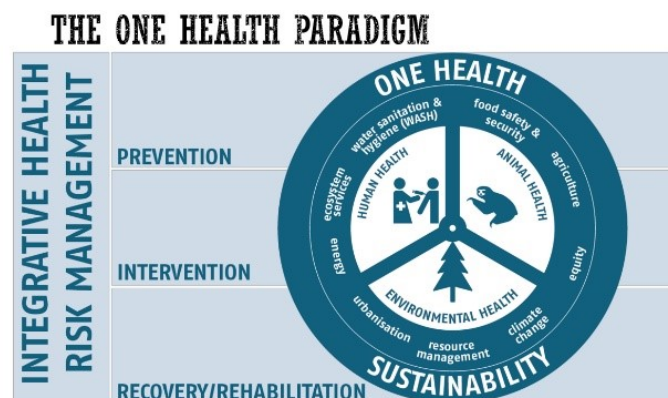 THE ONE HEALTH PARADIGM
INTEGRATIVE HEALTH
RISK MANAGEMENT
PREVENTION
INTERVENTION
RECOVERY/REHABILITATION
ONE HEALTH
water sanitation &
hygiene (WASH)
food safety &
security
agriculture
equity
climate
change
resource
management
urbanisation
energy
ecosystem
services
HUMAN HEALTH
ANIMAL HEALTH
ENVIRONMENTAL HEALTH
SUSTAINABILITY